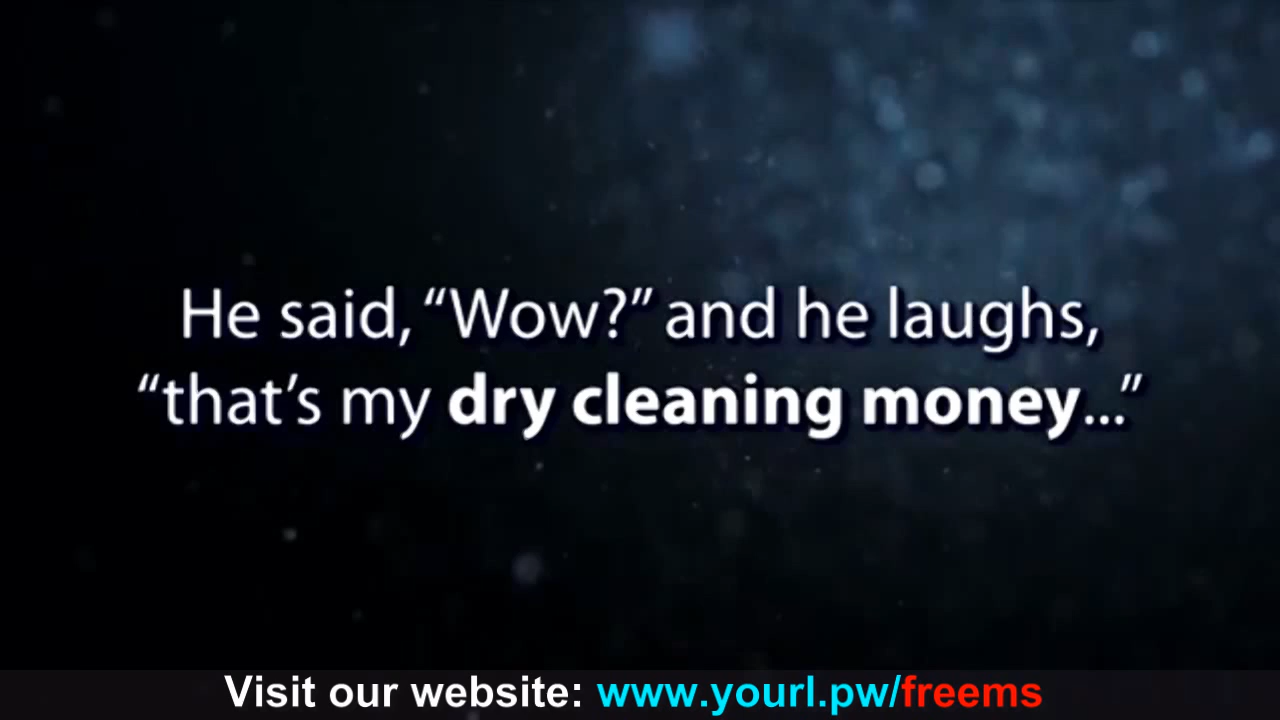 He said, “Wow?” and he laughs,
“that’s my dry cleaning money...”
Visit our website: www.yourl.pw/freems